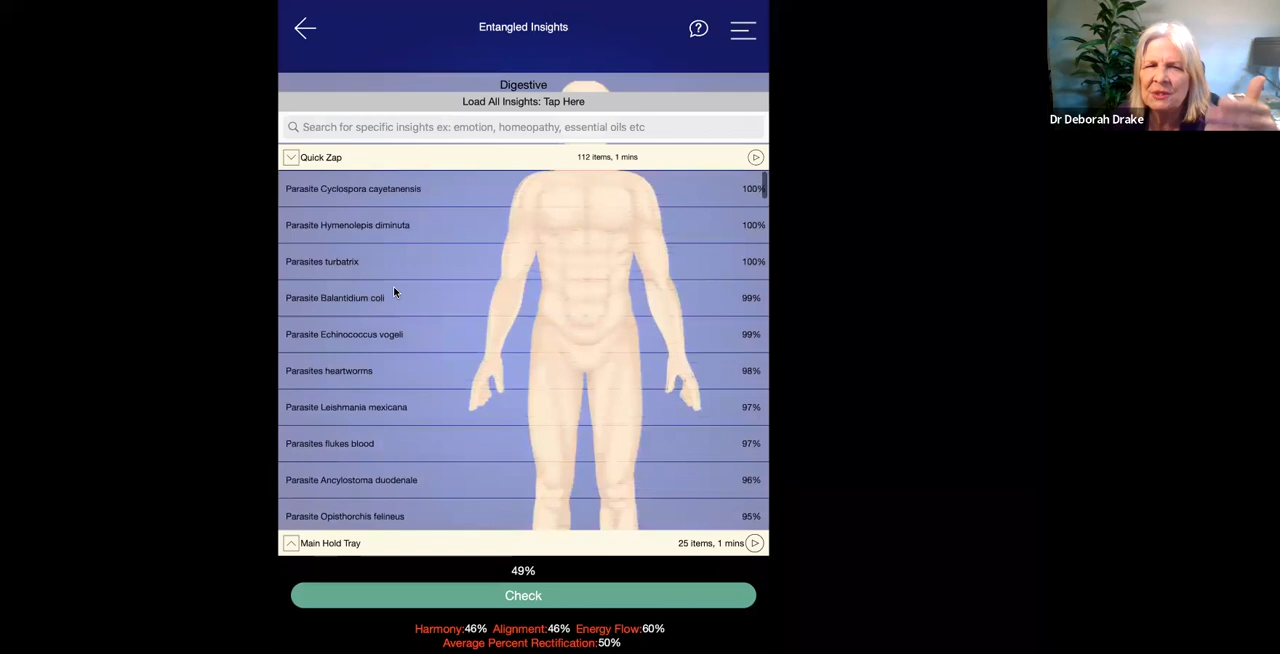 Entangled Insights
Digestive
Load All Insights: Tap Here
Search for specific insights ex: emotion, homeopathy, essential oils etc
Quick Zap 112 items, 1 mins
Parasite Cyclospora cayetanensis 100%
Parasite Hymenolepis diminuta 100%
Parasites turbatrix 100%
Parasite Balantidium coli 99%
Parasite Echinococcus vogeli 99%
Parasites heartworms 98%
Parasite Leishmania mexicana 97%
Parasites flukes blood 97%
Parasite Ancylostoma duodenale 96%
Parasite Opisthorchis felineus 95%
Main Hold Tray 25 items, 1 mins
49%
Check
Harmony:46% Alignment:46% Energy Flow:60%
Average Percent Rectification:50%
Dr Deborah Drake